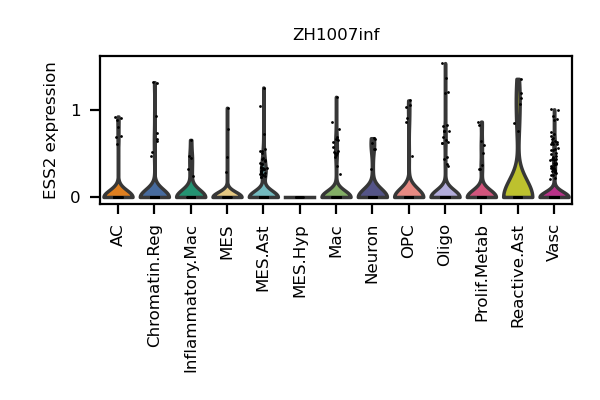 ZH1007inf
ESS2 expression
1
0
AC
Chromatin.Reg
Inflammatory.Mac
MES
MES.Ast
MES.Hyp
Mac
Neuron
OPC
Oligo
Prolif.Metab
Reactive.Ast
Vasc